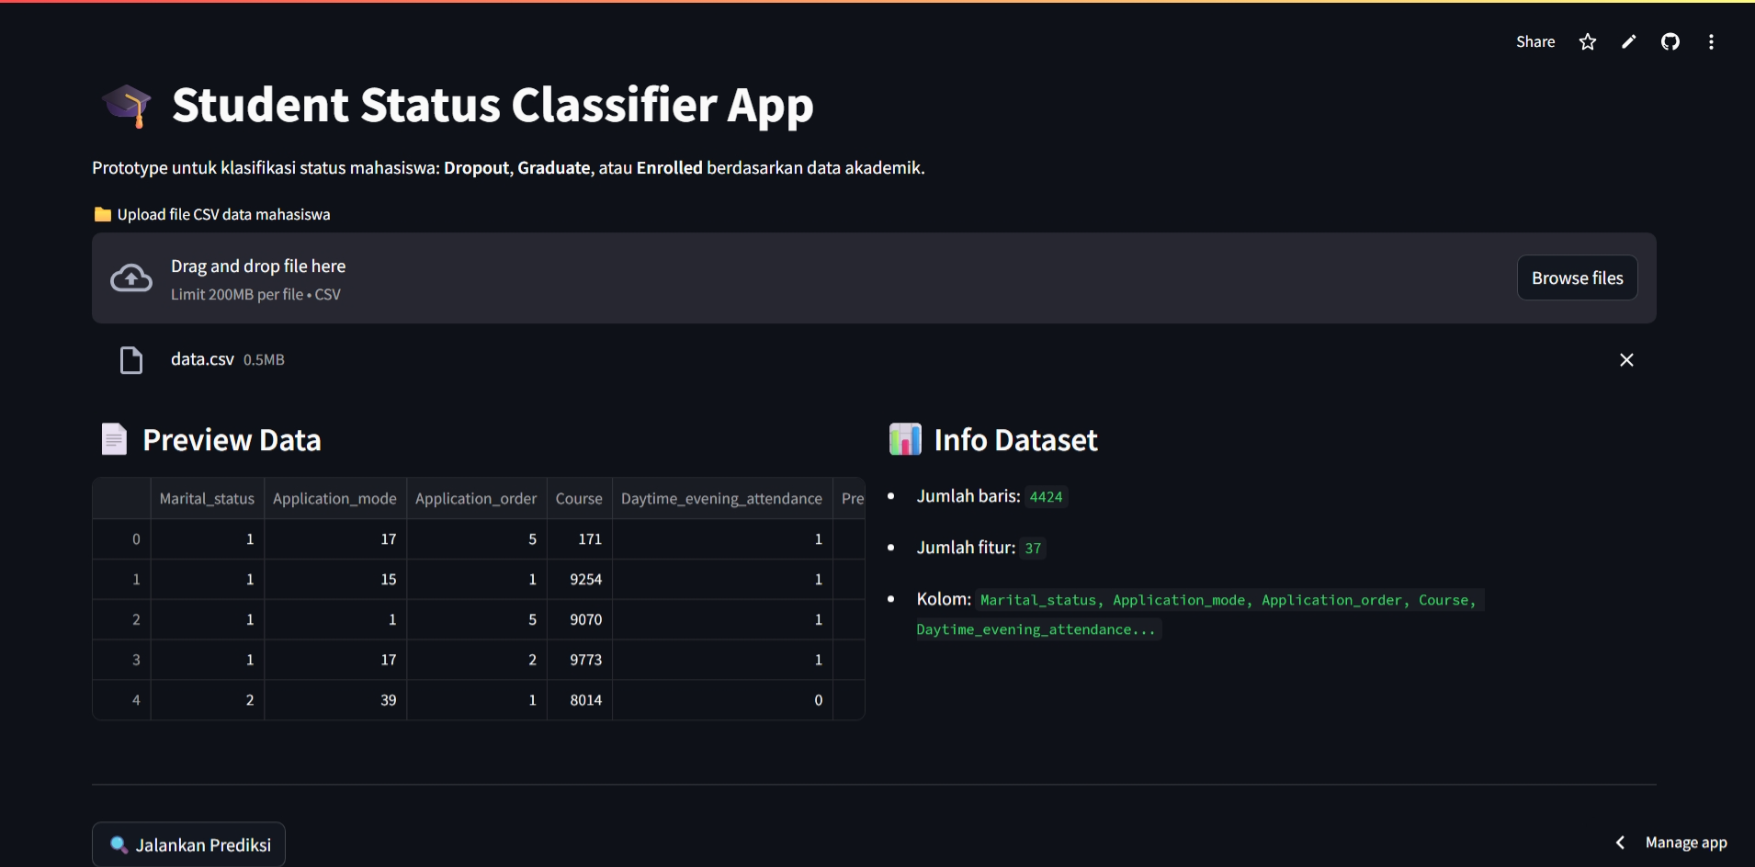 Share
Student Status Classifier App
Prototype untuk klasifikasi status mahasiswa: Dropout, Graduate, atau Enrolled berdasarkan data akademik.
Upload file CSV data mahasiswa
Drag and drop file here
Limit 200MB per file • CSV
Browse files
data.csv 0.5MB
Preview Data
Marital_status Application_mode Application_order Course Daytime_evening_attendance Pre
0 1 17 5 171 1
1 1 15 1 9254 1
2 1 1 5 9070 1
3 1 17 2 9773 1
4 2 39 1 8014 0
Info Dataset
• Jumlah baris: 4424
• Jumlah fitur: 37
• Kolom: Marital_status, Application_mode, Application_order, Course,
Daytime_evening_attendance...
Jalankan Prediksi
Manage app